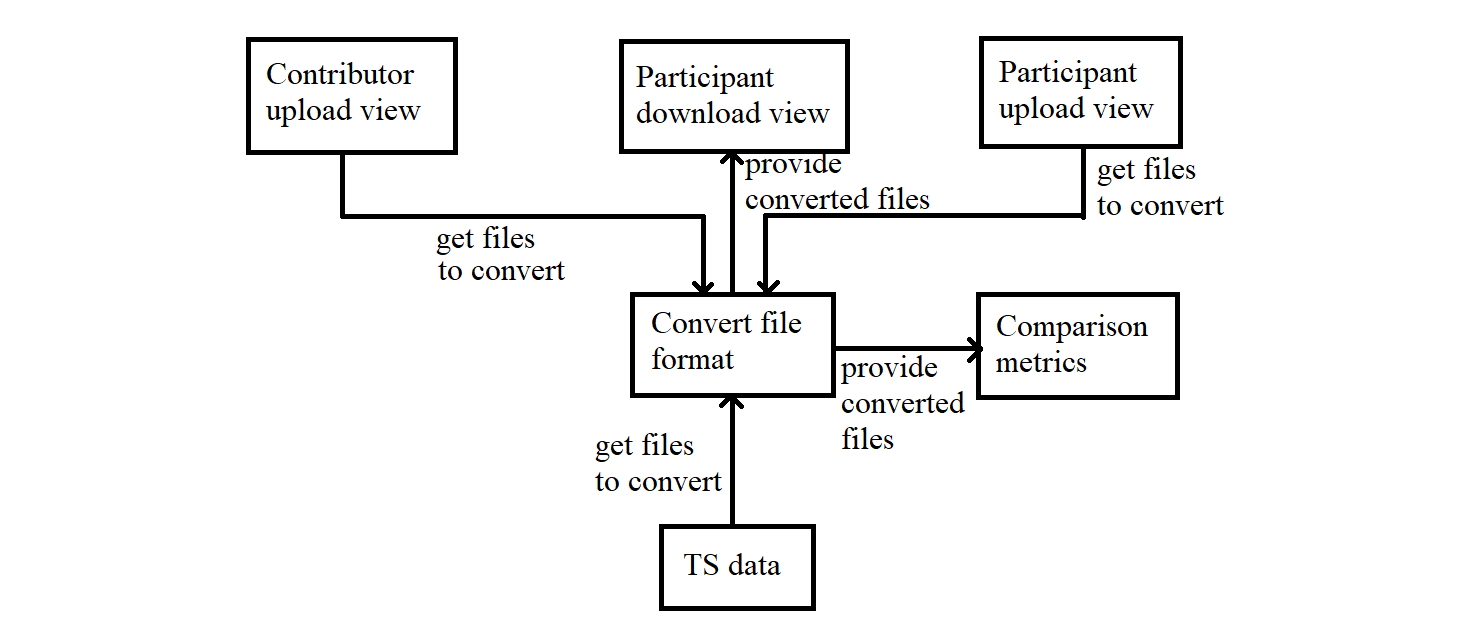 Contributor
upload view
Participant
download view
Participant
upload view
provide
converted files
get files
to convert
get files
to convert
Convert file
format
Comparison
metrics
provide
converted
files
get files
to convert
TS data